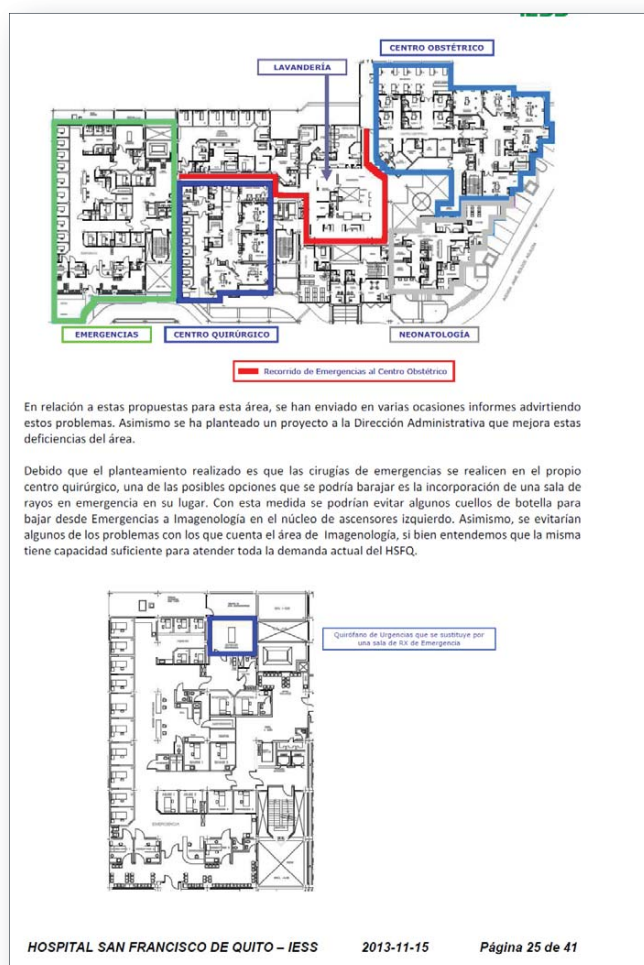 IESS
CENTRO OBSTÉTRICO
LAVANDERÍA
EMERGENCIAS
CENTRO QUIRÚRGICO
NEONATOLOGÍA
Recorrido de Emergencias al Centro Obstétrico
En relación a estas propuestas para esta área, se han enviado en varias ocasiones informes advirtiendo
estos problemas. Asimismo se ha planteado un proyecto a la Dirección Administrativa que mejora estas
deficiencias del área.
Debido que el planteamiento realizado es que las cirugías de emergencias se realicen en el propio
centro quirúrgico, una de las posibles opciones que se podría barajar es la incorporación de una sala de
rayos en emergencia en su lugar. Con esta medida se podrían evitar algunos cuellos de botella para
bajar desde Emergencias a Imagenología en el núcleo de ascensores izquierdo. Asimismo, se evitarían
algunos de los problemas con los que cuenta el área de Imagenología, si bien entendemos que la misma
tiene capacidad suficiente para atender toda la demanda actual del HSFQ.
Quirófano de Urgencias que se sustituye por
una sala de RX de Emergencia
EMERGENCIA
HOSPITAL SAN FRANCISCO DE QUITO – IESS 2013-11-15 Página 25 de 41